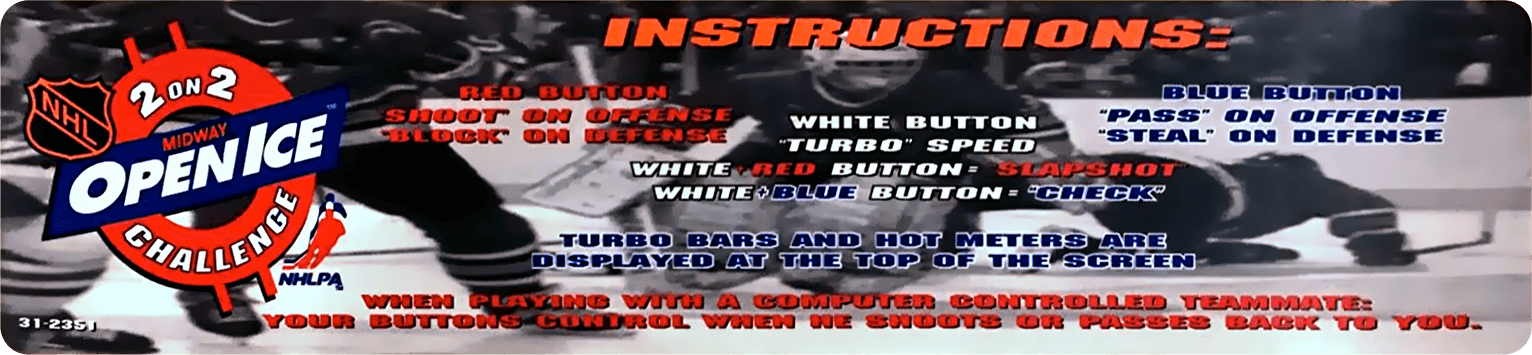 INSTRUCTIONS:
NHL
2 ON 2
MIDWAY
OPEN ICE™
CHALLENGE
NHLPA
31-2351
RED BUTTON
"SHOOT" ON OFFENSE
"BLOCK" ON DEFENSE
WHITE BUTTON
"TURBO" SPEED
BLUE BUTTON
"PASS" ON OFFENSE
"STEAL" ON DEFENSE
WHITE+RED BUTTON= "SLAPSHOT"
WHITE+BLUE BUTTON= "CHECK"
TURBO BARS AND HOT METERS ARE
DISPLAYED AT THE TOP OF THE SCREEN
WHEN PLAYING WITH A COMPUTER CONTROLLED TEAMMATE:
YOUR BUTTONS CONTROL WHEN HE SHOOTS OR PASSES BACK TO YOU.